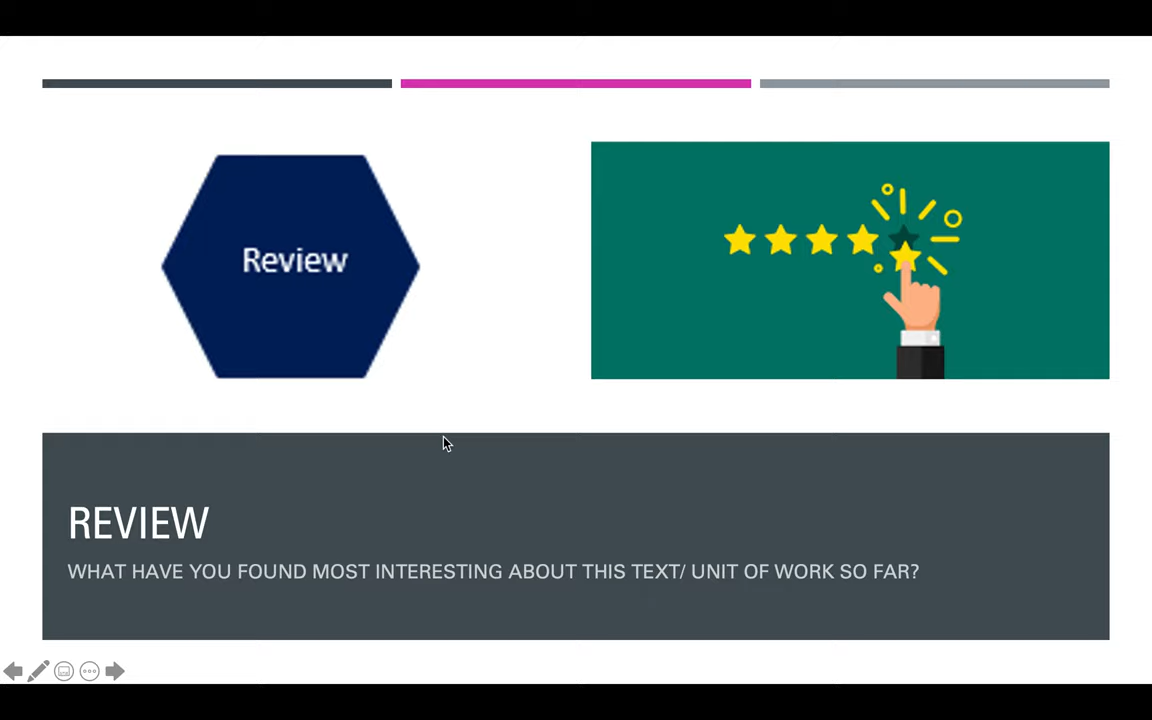 Review
REVIEW
WHAT HAVE YOU FOUND MOST INTERESTING ABOUT THIS TEXT/ UNIT OF WORK SO FAR?